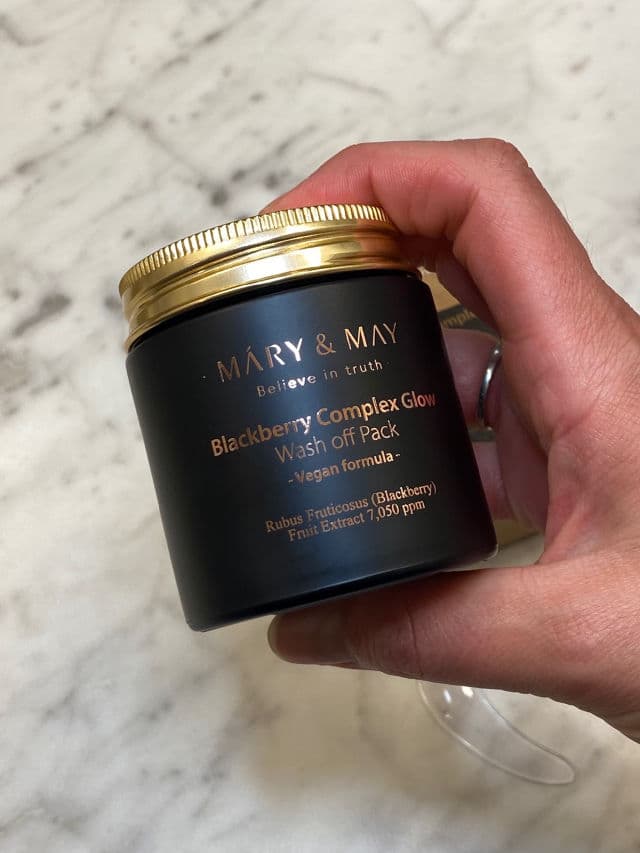 MÁRY & MAY
Believe in truth
Blackberry Complex Glow
Wash off Pack
- Vegan formula -
Rubus Fruticosus (Blackberry)
Fruit Extract 7,050 ppm